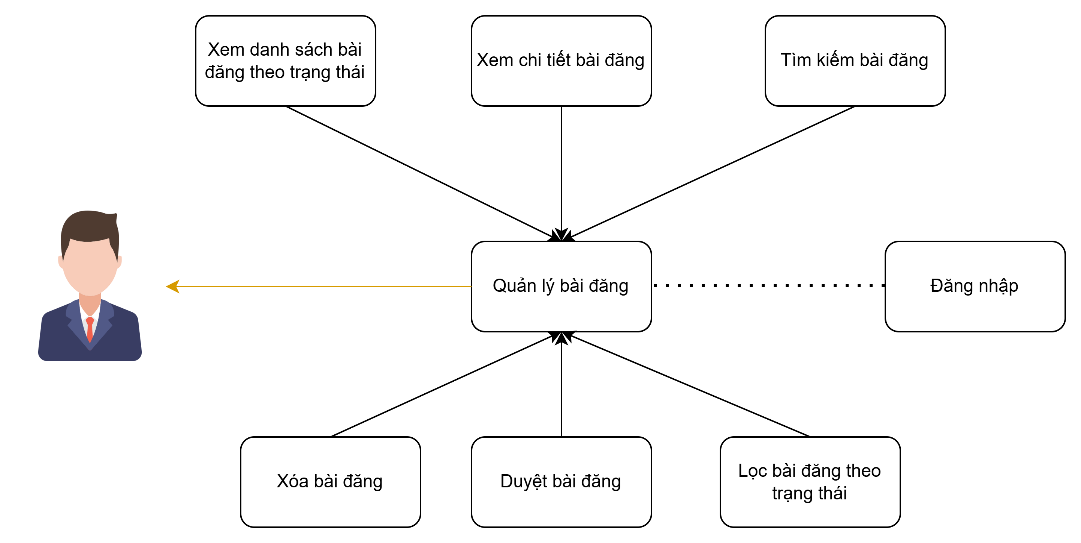 Xem danh sách bài
đăng theo trạng thái
Xem chi tiết bài đăng
Tìm kiếm bài đăng
Quản lý bài đăng
Đăng nhập
Xóa bài đăng
Duyệt bài đăng
Lọc bài đăng theo
trạng thái